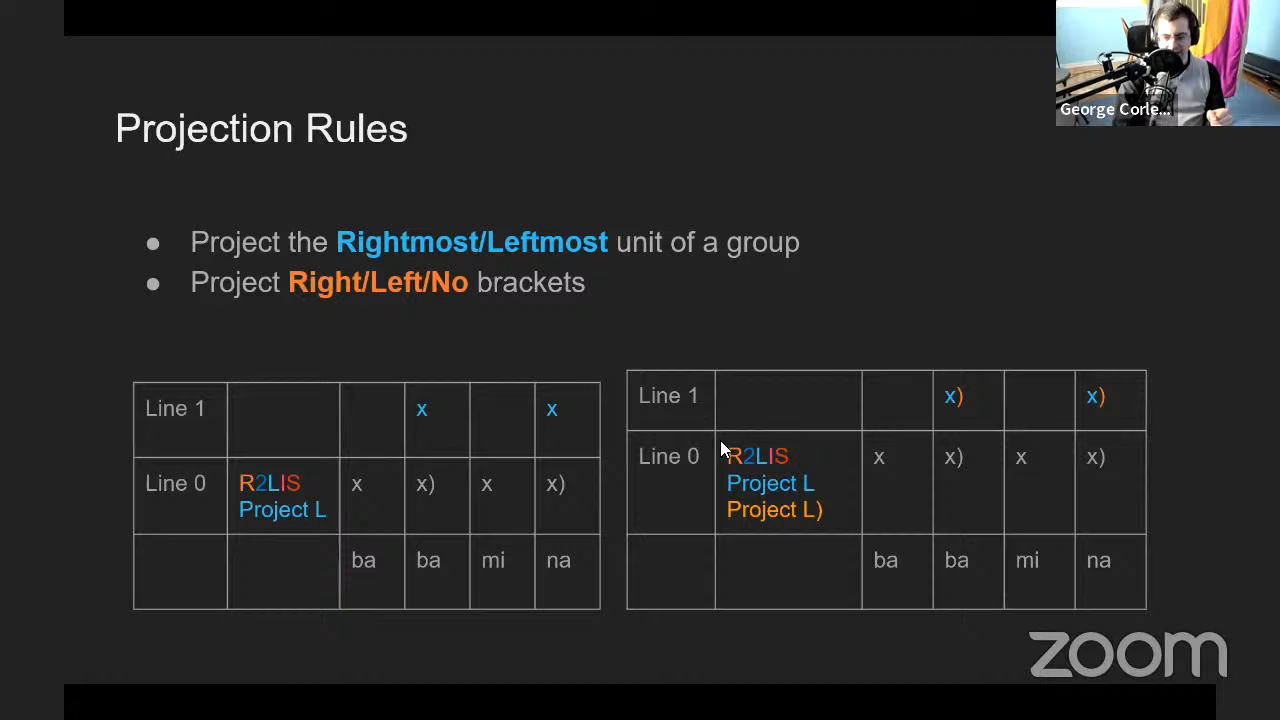 George Corle...
Projection Rules
● Project the Rightmost/Leftmost unit of a group
● Project Right/Left/No brackets
Line 1 x x
Line 0 R2LIS x x) x x)
Project L
ba ba mi na
Line 1 x) x)
Line 0 R2LIS x x) x x)
Project L
Project L)
ba ba mi na
zoom